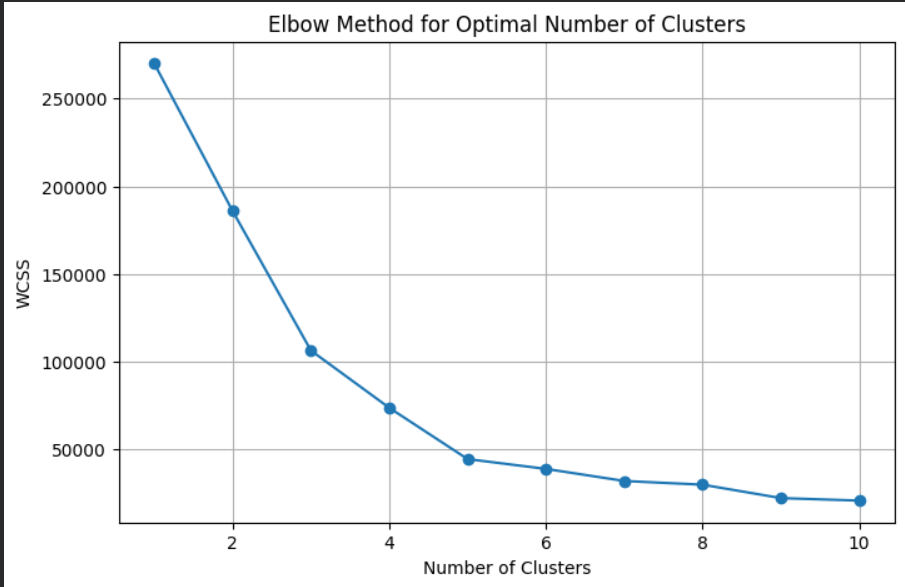 Elbow Method for Optimal Number of Clusters
250000
200000
150000
100000
50000
WCSS
2 4 6 8 10
Number of Clusters